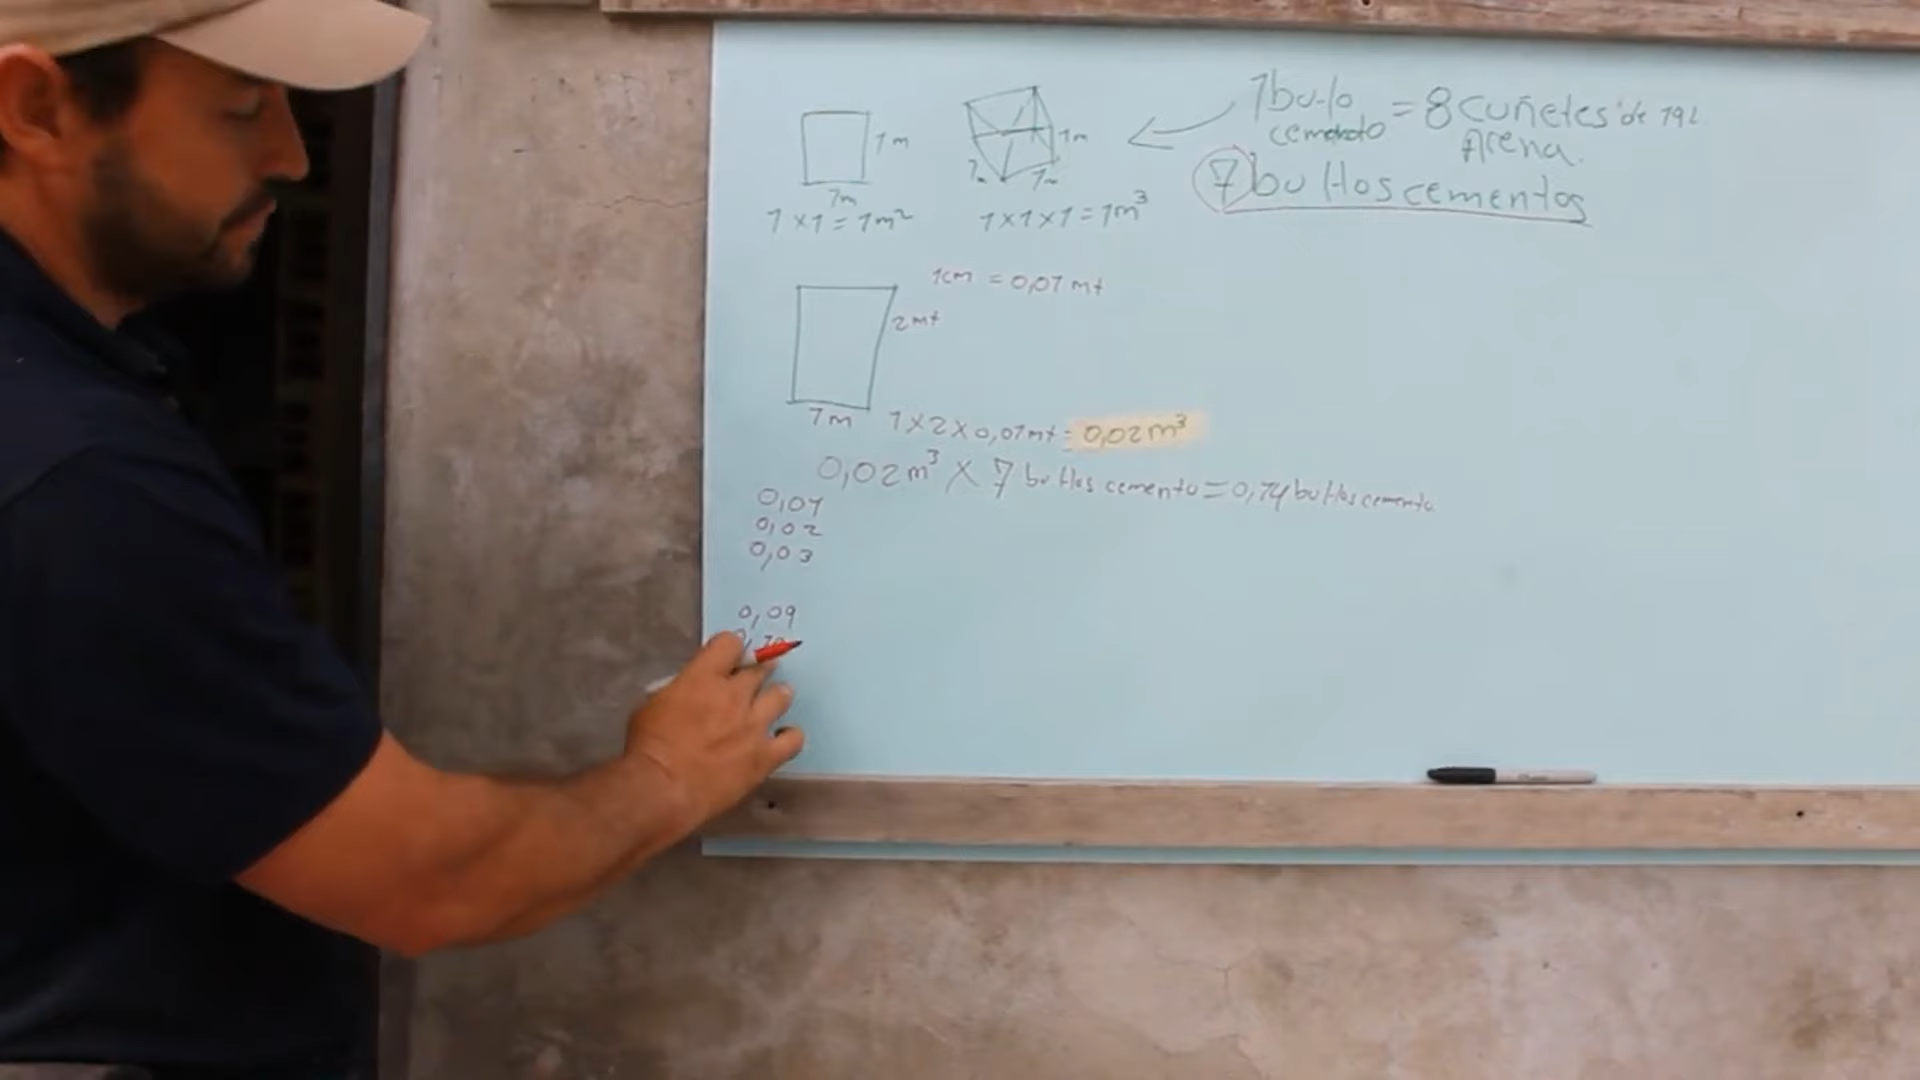 1bulto = 8 cuñetes de 19L
cemento Arena.
7 bultos cementos
1m
1m
1 x 1 = 1m²
1m
1m
1m
1x1x1=1m³
1cm = 0,01 mt
2mt
1m
1x2x0,01mt = 0,02m³
0,02m³ x 7 bultos cemento = 0,14 bultos cemento
0,01
0,02
0,03
0,09